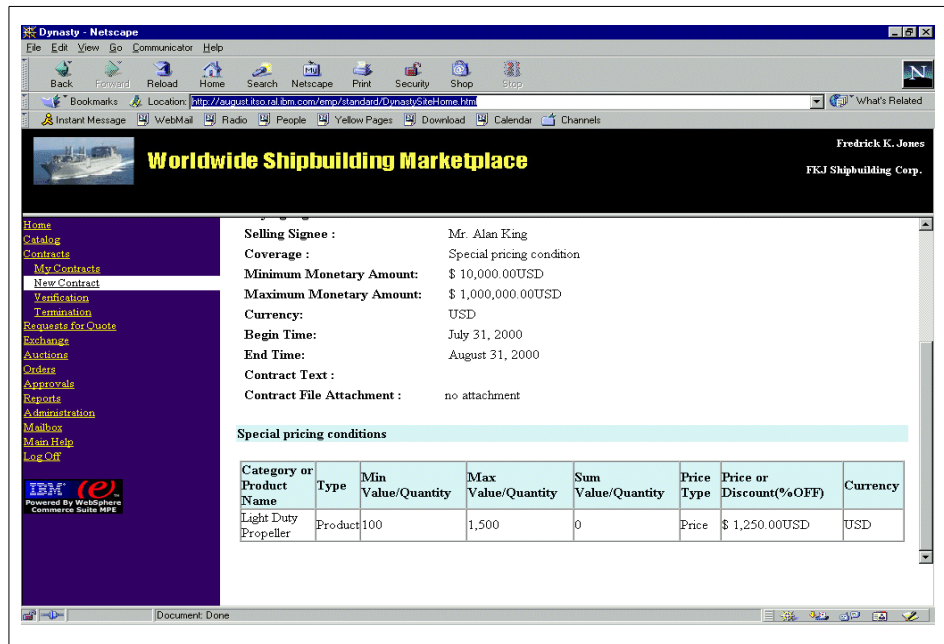 Dynasty - Netscape
File Edit View Go Communicator Help
Back Forward Reload Home Search Netscape Print Security Shop Stop
Bookmarks Location: http://august.itso.ral.ibm.com/emp/standard/DynastySiteHome.html What's Related
Instant Message WebMail Radio People Yellow Pages Download Calendar Channels
Worldwide Shipbuilding Marketplace
Fredrick K. Jones
FKJ Shipbuilding Corp.
Home
Catalog
Contracts
My Contracts
New Contract
Verification
Termination
Requests for Quote
Exchange
Auctions
Orders
Approvals
Reports
Administration
Mailbox
Main Help
Log Off
IBM e
Powered By WebSphere
Commerce Suite MPE
Selling Signee : Mr. Alan King
Coverage : Special pricing condition
Minimum Monetary Amount: $ 10,000.00USD
Maximum Monetary Amount: $ 1,000,000.00USD
Currency: USD
Begin Time: July 31, 2000
End Time: August 31, 2000
Contract Text :
Contract File Attachment : no attachment
Special pricing conditions
Category or Product Name Type Min Value/Quantity Max Value/Quantity Sum Value/Quantity Price Type Price or Discount(%OFF) Currency
Light Duty Propeller Product 100 1,500 0 Price $ 1,250.00USD USD
Document: Done